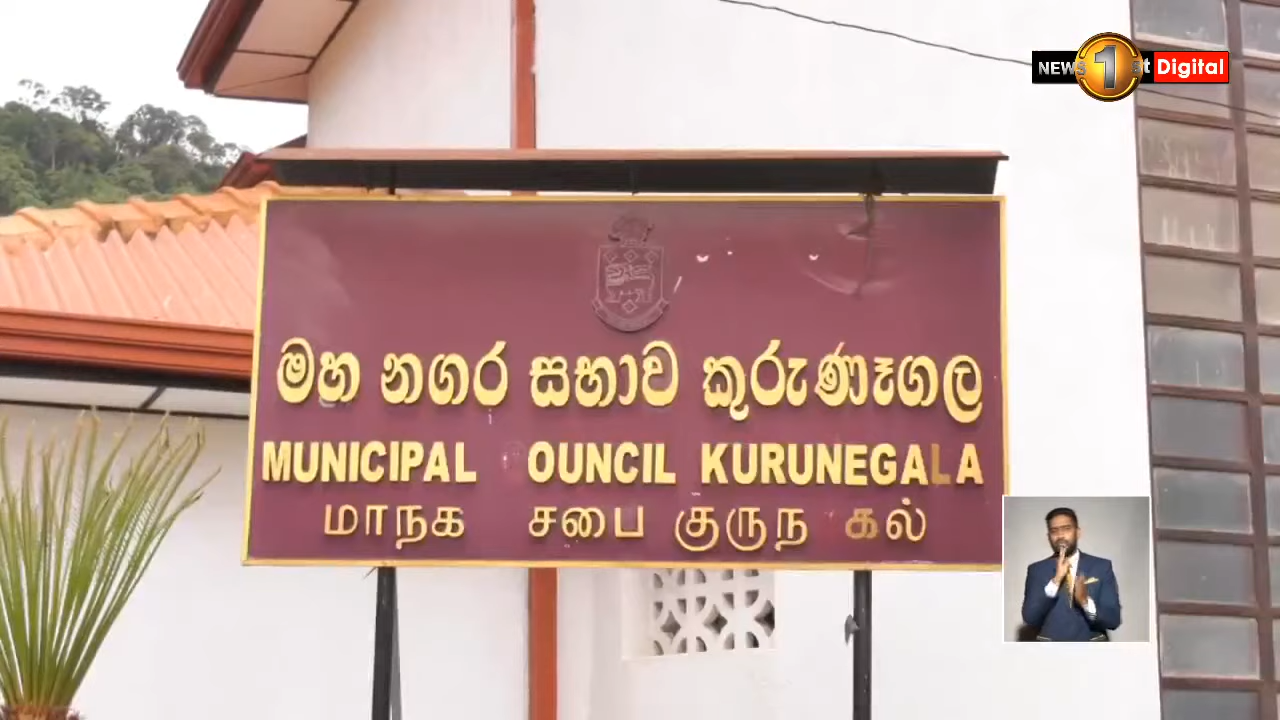 NEWS 1st Digital
මහ නගර සභාව කුරුණෑගල
MUNICIPAL OUNCIL KURUNEGALA
மாநக சபை குருந கல்